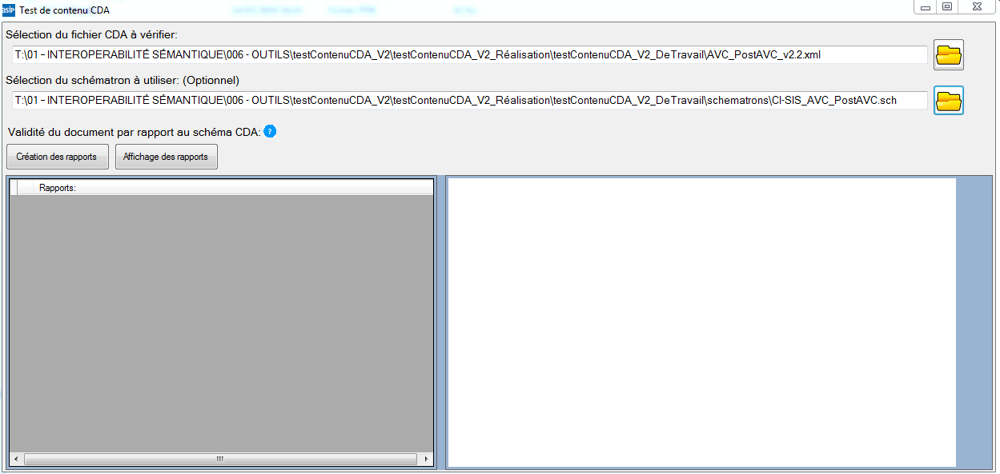 asip Test de contenu CDA
Sélection du fichier CDA à vérifier:
T:\01 - INTEROPERABILITÉ SÉMANTIQUE\006 - OUTILS\testContenuCDA_V2\testContenuCDA_V2_Réalisation\testContenuCDA_V2_DeTravail\AVC_PostAVC_v2.2.xml
Sélection du schématron à utiliser: (Optionnel)
T:\01 - INTEROPERABILITÉ SÉMANTIQUE\006 - OUTILS\testContenuCDA_V2\testContenuCDA_V2_Réalisation\testContenuCDA_V2_DeTravail\schematrons\CI-SIS_AVC_PostAVC.sch
Validité du document par rapport au schéma CDA: ?
Création des rapports Affichage des rapports
Rapports: